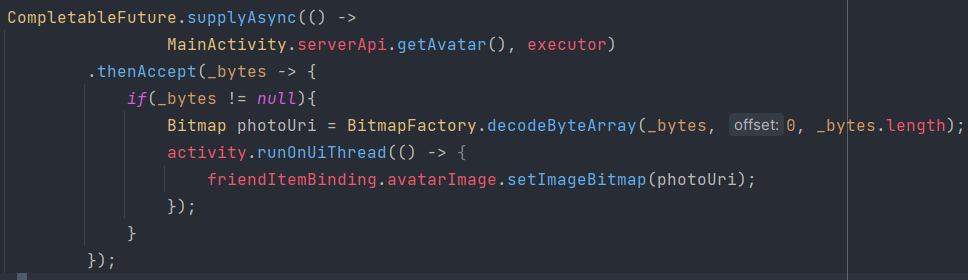 CompletableFuture.supplyAsync(() ->
MainActivity.serverApi.getAvatar(), executor)
.thenAccept(_bytes -> {
if(_bytes != null){
Bitmap photoUri = BitmapFactory.decodeByteArray(_bytes, offset: 0, _bytes.length);
activity.runOnUiThread(() -> {
friendItemBinding.avatarImage.setImageBitmap(photoUri);
});
}
});